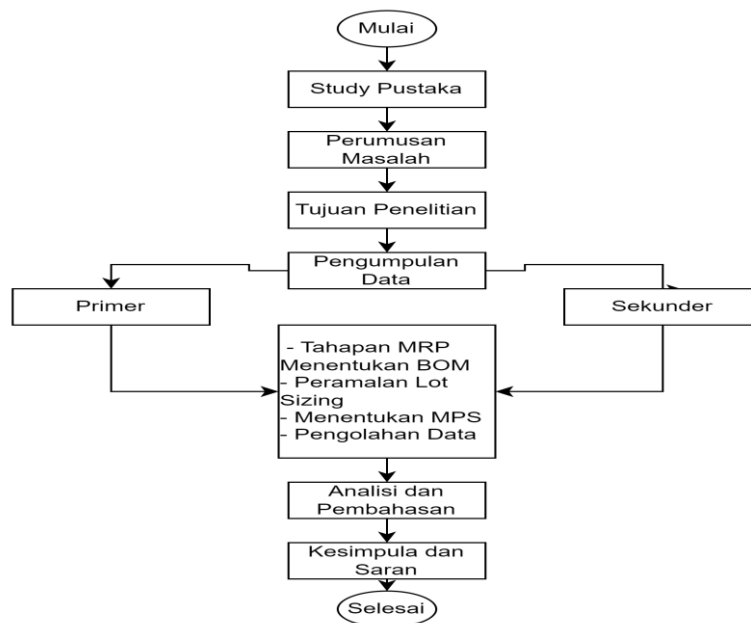 Mulai
Study Pustaka
Perumusan
Masalah
Tujuan Penelitian
Pengumpulan
Data
Primer
Sekunder
- Tahapan MRP
Menentukan BOM
- Peramalan Lot
Sizing
- Menentukan MPS
- Pengolahan Data
Analisi dan
Pembahasan
Kesimpula dan
Saran
Selesai